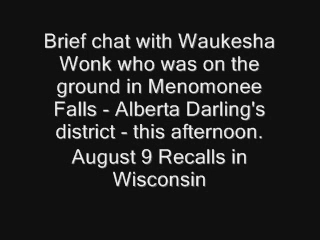 Brief chat with Waukesha
Wonk who was on the
ground in Menomonee
Falls - Alberta Darling's
district - this afternoon.
August 9 Recalls in
Wisconsin